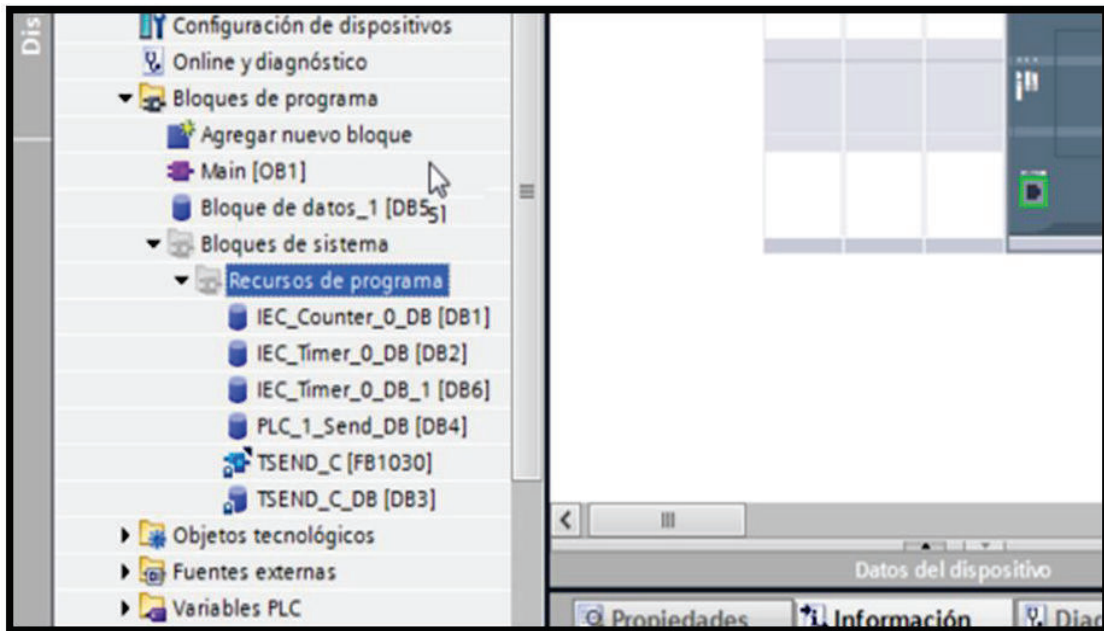 Dis
Configuración de dispositivos
Online y diagnóstico
Bloques de programa
Agregar nuevo bloque
Main [OB1]
Bloque de datos_1 [DB5]
Bloques de sistema
Recursos de programa
IEC_Counter_0_DB [DB1]
IEC_Timer_0_DB [DB2]
IEC_Timer_0_DB_1 [DB6]
PLC_1_Send_DB [DB4]
TSEND_C [FB1030]
TSEND_C_DB [DB3]
Objetos tecnológicos
Fuentes externas
Variables PLC
Datos del dispositivo
Propiedades
Información
Diag